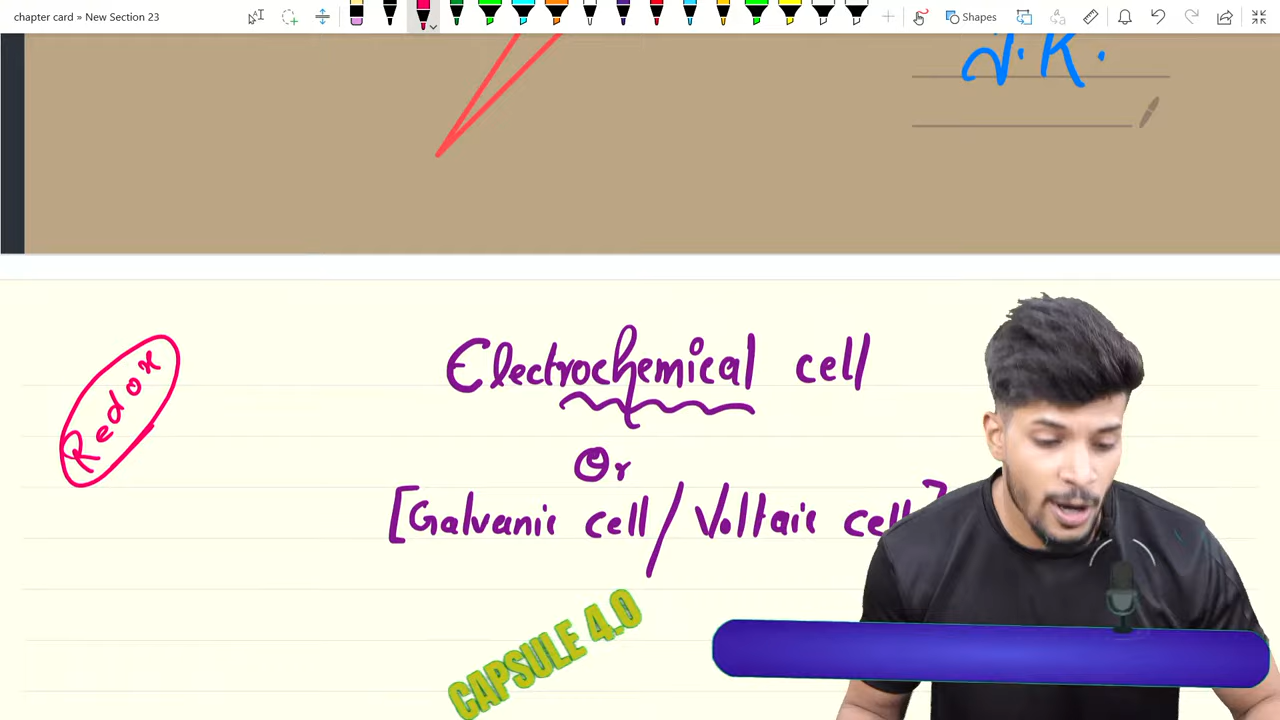 chapter card » New Section 23
Shapes
J.K.
Redox
Electrochemical cell
Or
[Galvanic cell/Voltaic cell]
CAPSULE 4.0